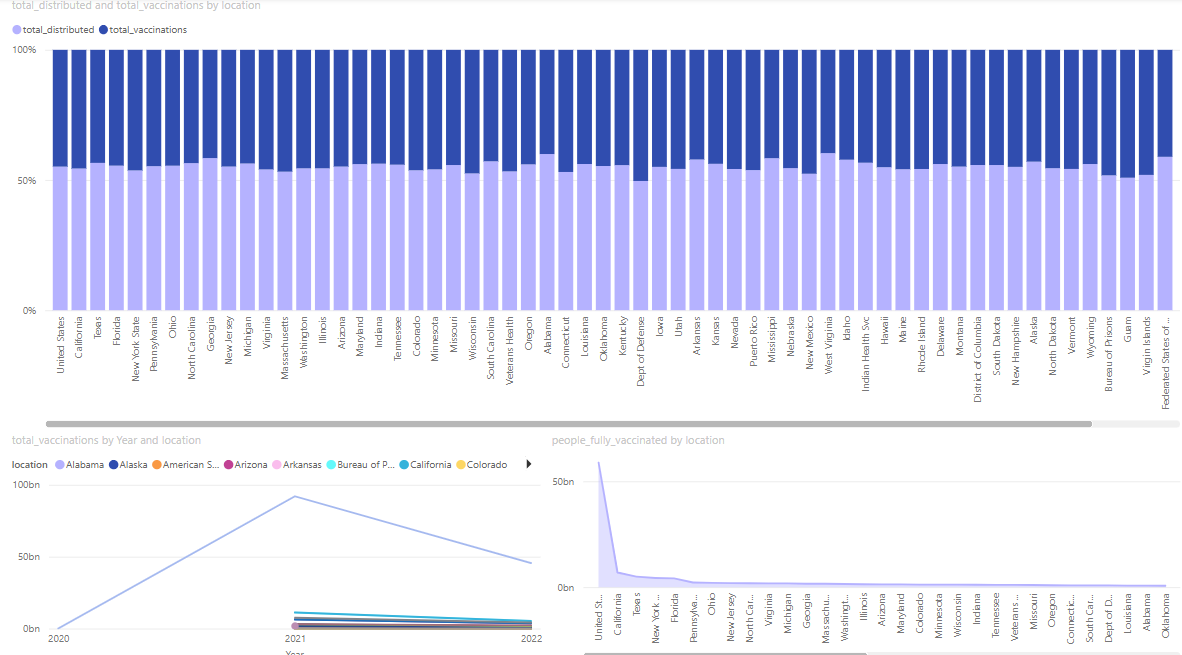 total_distributed and total_vaccinations by location
total_distributed total_vaccinations
100%
50%
0%
United States
California
Texas
Florida
New York State
Pennsylvania
Ohio
North Carolina
Georgia
New Jersey
Michigan
Virginia
Massachusetts
Washington
Illinois
Arizona
Maryland
Indiana
Tennessee
Colorado
Minnesota
Missouri
Wisconsin
South Carolina
Veterans Health
Oregon
Alabama
Connecticut
Louisiana
Oklahoma
Kentucky
Dept of Defense
Iowa
Utah
Arkansas
Kansas
Nevada
Puerto Rico
Mississippi
Nebraska
New Mexico
West Virginia
Idaho
Indian Health Svc
Hawaii
Maine
Rhode Island
Delaware
Montana
District of Columbia
South Dakota
New Hampshire
Alaska
North Dakota
Vermont
Wyoming
Bureau of Prisons
Guam
Virgin Islands
Federated States of ...
total_vaccinations by Year and location
location Alabama Alaska American S... Arizona Arkansas Bureau of P... California Colorado
100bn
50bn
0bn
2020
2021
2022
Year
people_fully_vaccinated by location
50bn
0bn
United St...
California
Texas
New York ...
Florida
Pennsylva...
Ohio
New Jersey
North Car...
Virginia
Michigan
Georgia
Massachu...
Washingt...
Illinois
Arizona
Maryland
Colorado
Minnesota
Wisconsin
Indiana
Tennessee
Veterans ...
Missouri
Oregon
Connectic...
South Car...
Dept of D...
Louisiana
Alabama
Oklahoma